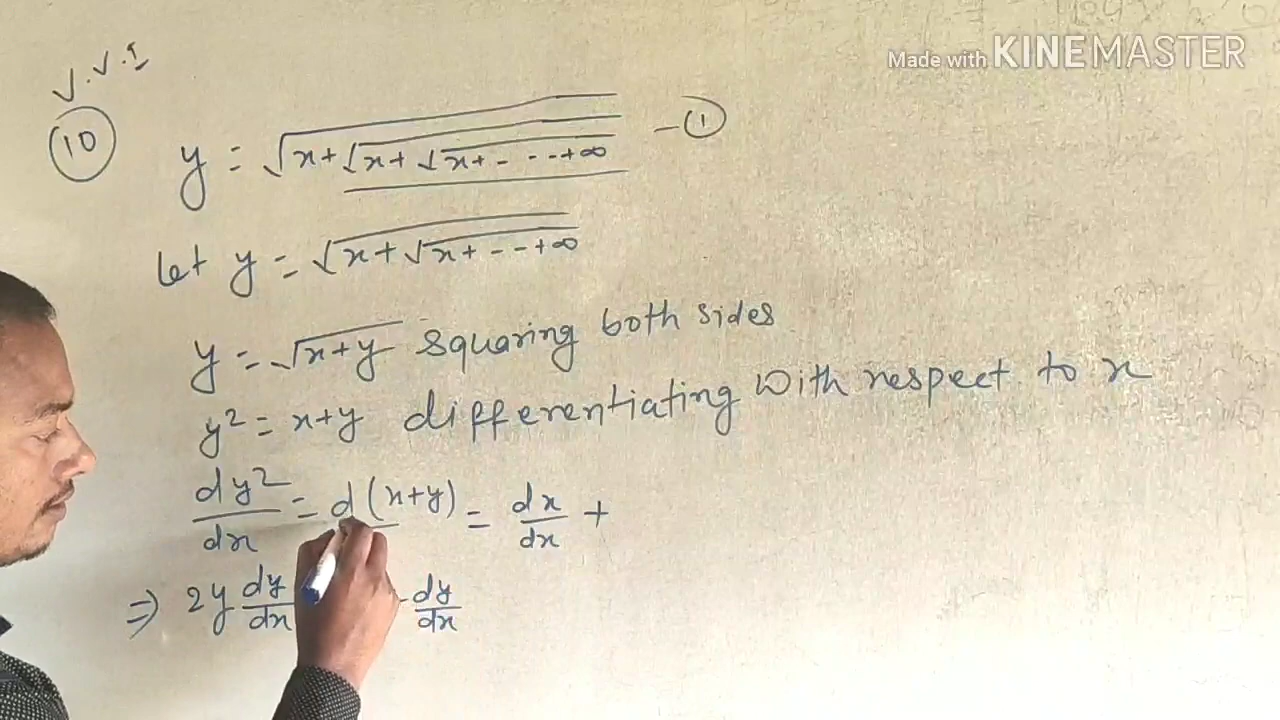 Made with KINEMASTER
V.V.I
10 y = √x+√x+√x+- --+∞ -①
Let y = √x+√x+--+∞
y = √x+y squaring both sides
y² = x+y differentiating with respect to x
dy²/dx = d(x+y) = dx/dx +
⇒ 2y dy/dx dy/dx